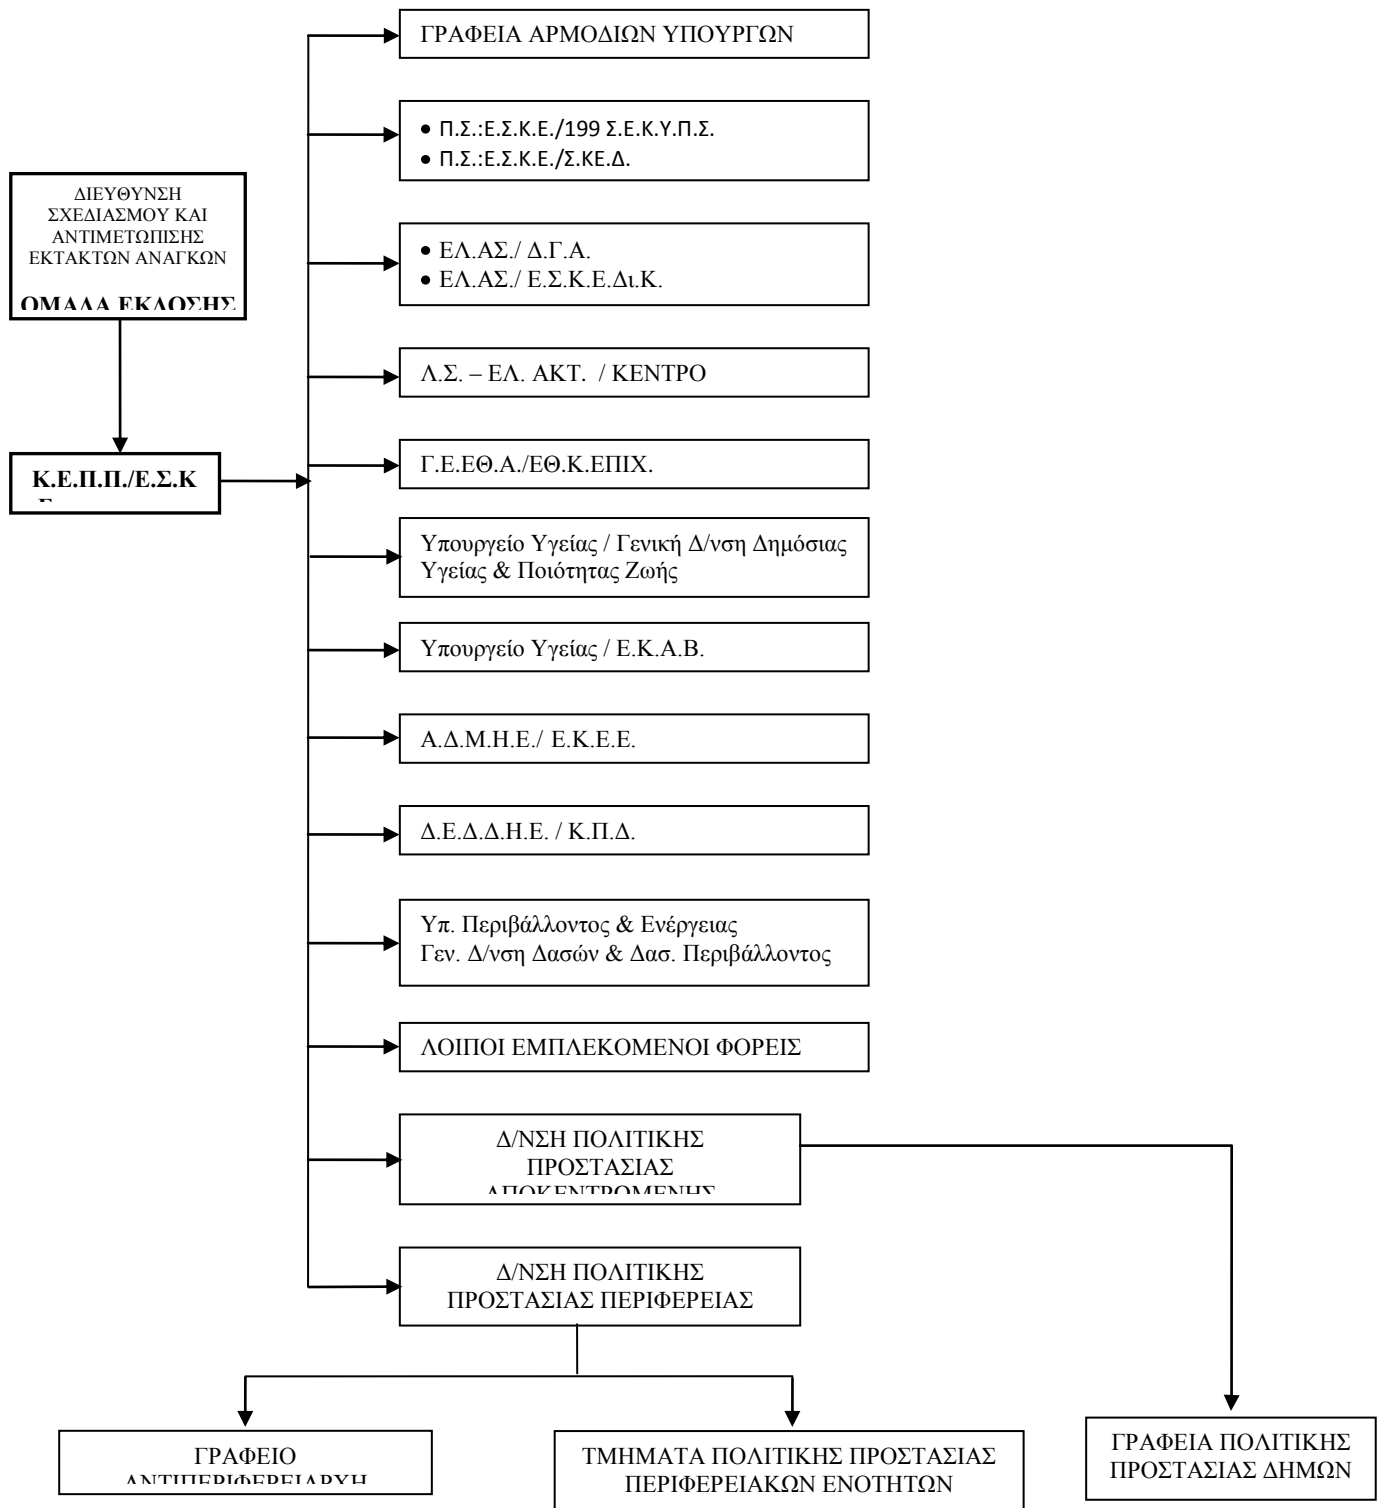 ΓΡΑΦΕΙΑ ΑΡΜΟΔΙΩΝ ΥΠΟΥΡΓΩΝ
• Π.Σ.:Ε.Σ.Κ.Ε./199 Σ.Ε.Κ.Υ.Π.Σ.
• Π.Σ.:Ε.Σ.Κ.Ε./Σ.ΚΕ.Δ.
ΔΙΕΥΘΥΝΣΗ
ΣΧΕΔΙΑΣΜΟΥ ΚΑΙ
ΑΝΤΙΜΕΤΩΠΙΣΗΣ
ΕΚΤΑΚΤΩΝ ΑΝΑΓΚΩΝ
ΟΜΑΔΑ ΕΚΔΟΣΗΣ
• ΕΛ.ΑΣ./ Δ.Γ.Α.
• ΕΛ.ΑΣ./ Ε.Σ.Κ.Ε.Δι.Κ.
Λ.Σ. – ΕΛ. ΑΚΤ. / ΚΕΝΤΡΟ
Κ.Ε.Π.Π./Ε.Σ.Κ
Γ.Ε.ΕΘ.Α./ΕΘ.Κ.ΕΠΙΧ.
Υπουργείο Υγείας / Γενική Δ/νση Δημόσιας
Υγείας & Ποιότητας Ζωής
Υπουργείο Υγείας / Ε.Κ.Α.Β.
Α.Δ.Μ.Η.Ε./ Ε.Κ.Ε.Ε.
Δ.Ε.Δ.Δ.Η.Ε. / Κ.Π.Δ.
Υπ. Περιβάλλοντος & Ενέργειας
Γεν. Δ/νση Δασών & Δασ. Περιβάλλοντος
ΛΟΙΠΟΙ ΕΜΠΛΕΚΟΜΕΝΟΙ ΦΟΡΕΙΣ
Δ/ΝΣΗ ΠΟΛΙΤΙΚΗΣ
ΠΡΟΣΤΑΣΙΑΣ
ΑΠΟΚΕΝΤΡΩΜΕΝΗΣ
Δ/ΝΣΗ ΠΟΛΙΤΙΚΗΣ
ΠΡΟΣΤΑΣΙΑΣ ΠΕΡΙΦΕΡΕΙΑΣ
ΓΡΑΦΕΙΟ
ΑΝΤΙΠΕΡΙΦΕΡΕΙΑΡΧΗ
ΤΜΗΜΑΤΑ ΠΟΛΙΤΙΚΗΣ ΠΡΟΣΤΑΣΙΑΣ
ΠΕΡΙΦΕΡΕΙΑΚΩΝ ΕΝΟΤΗΤΩΝ
ΓΡΑΦΕΙΑ ΠΟΛΙΤΙΚΗΣ
ΠΡΟΣΤΑΣΙΑΣ ΔΗΜΩΝ